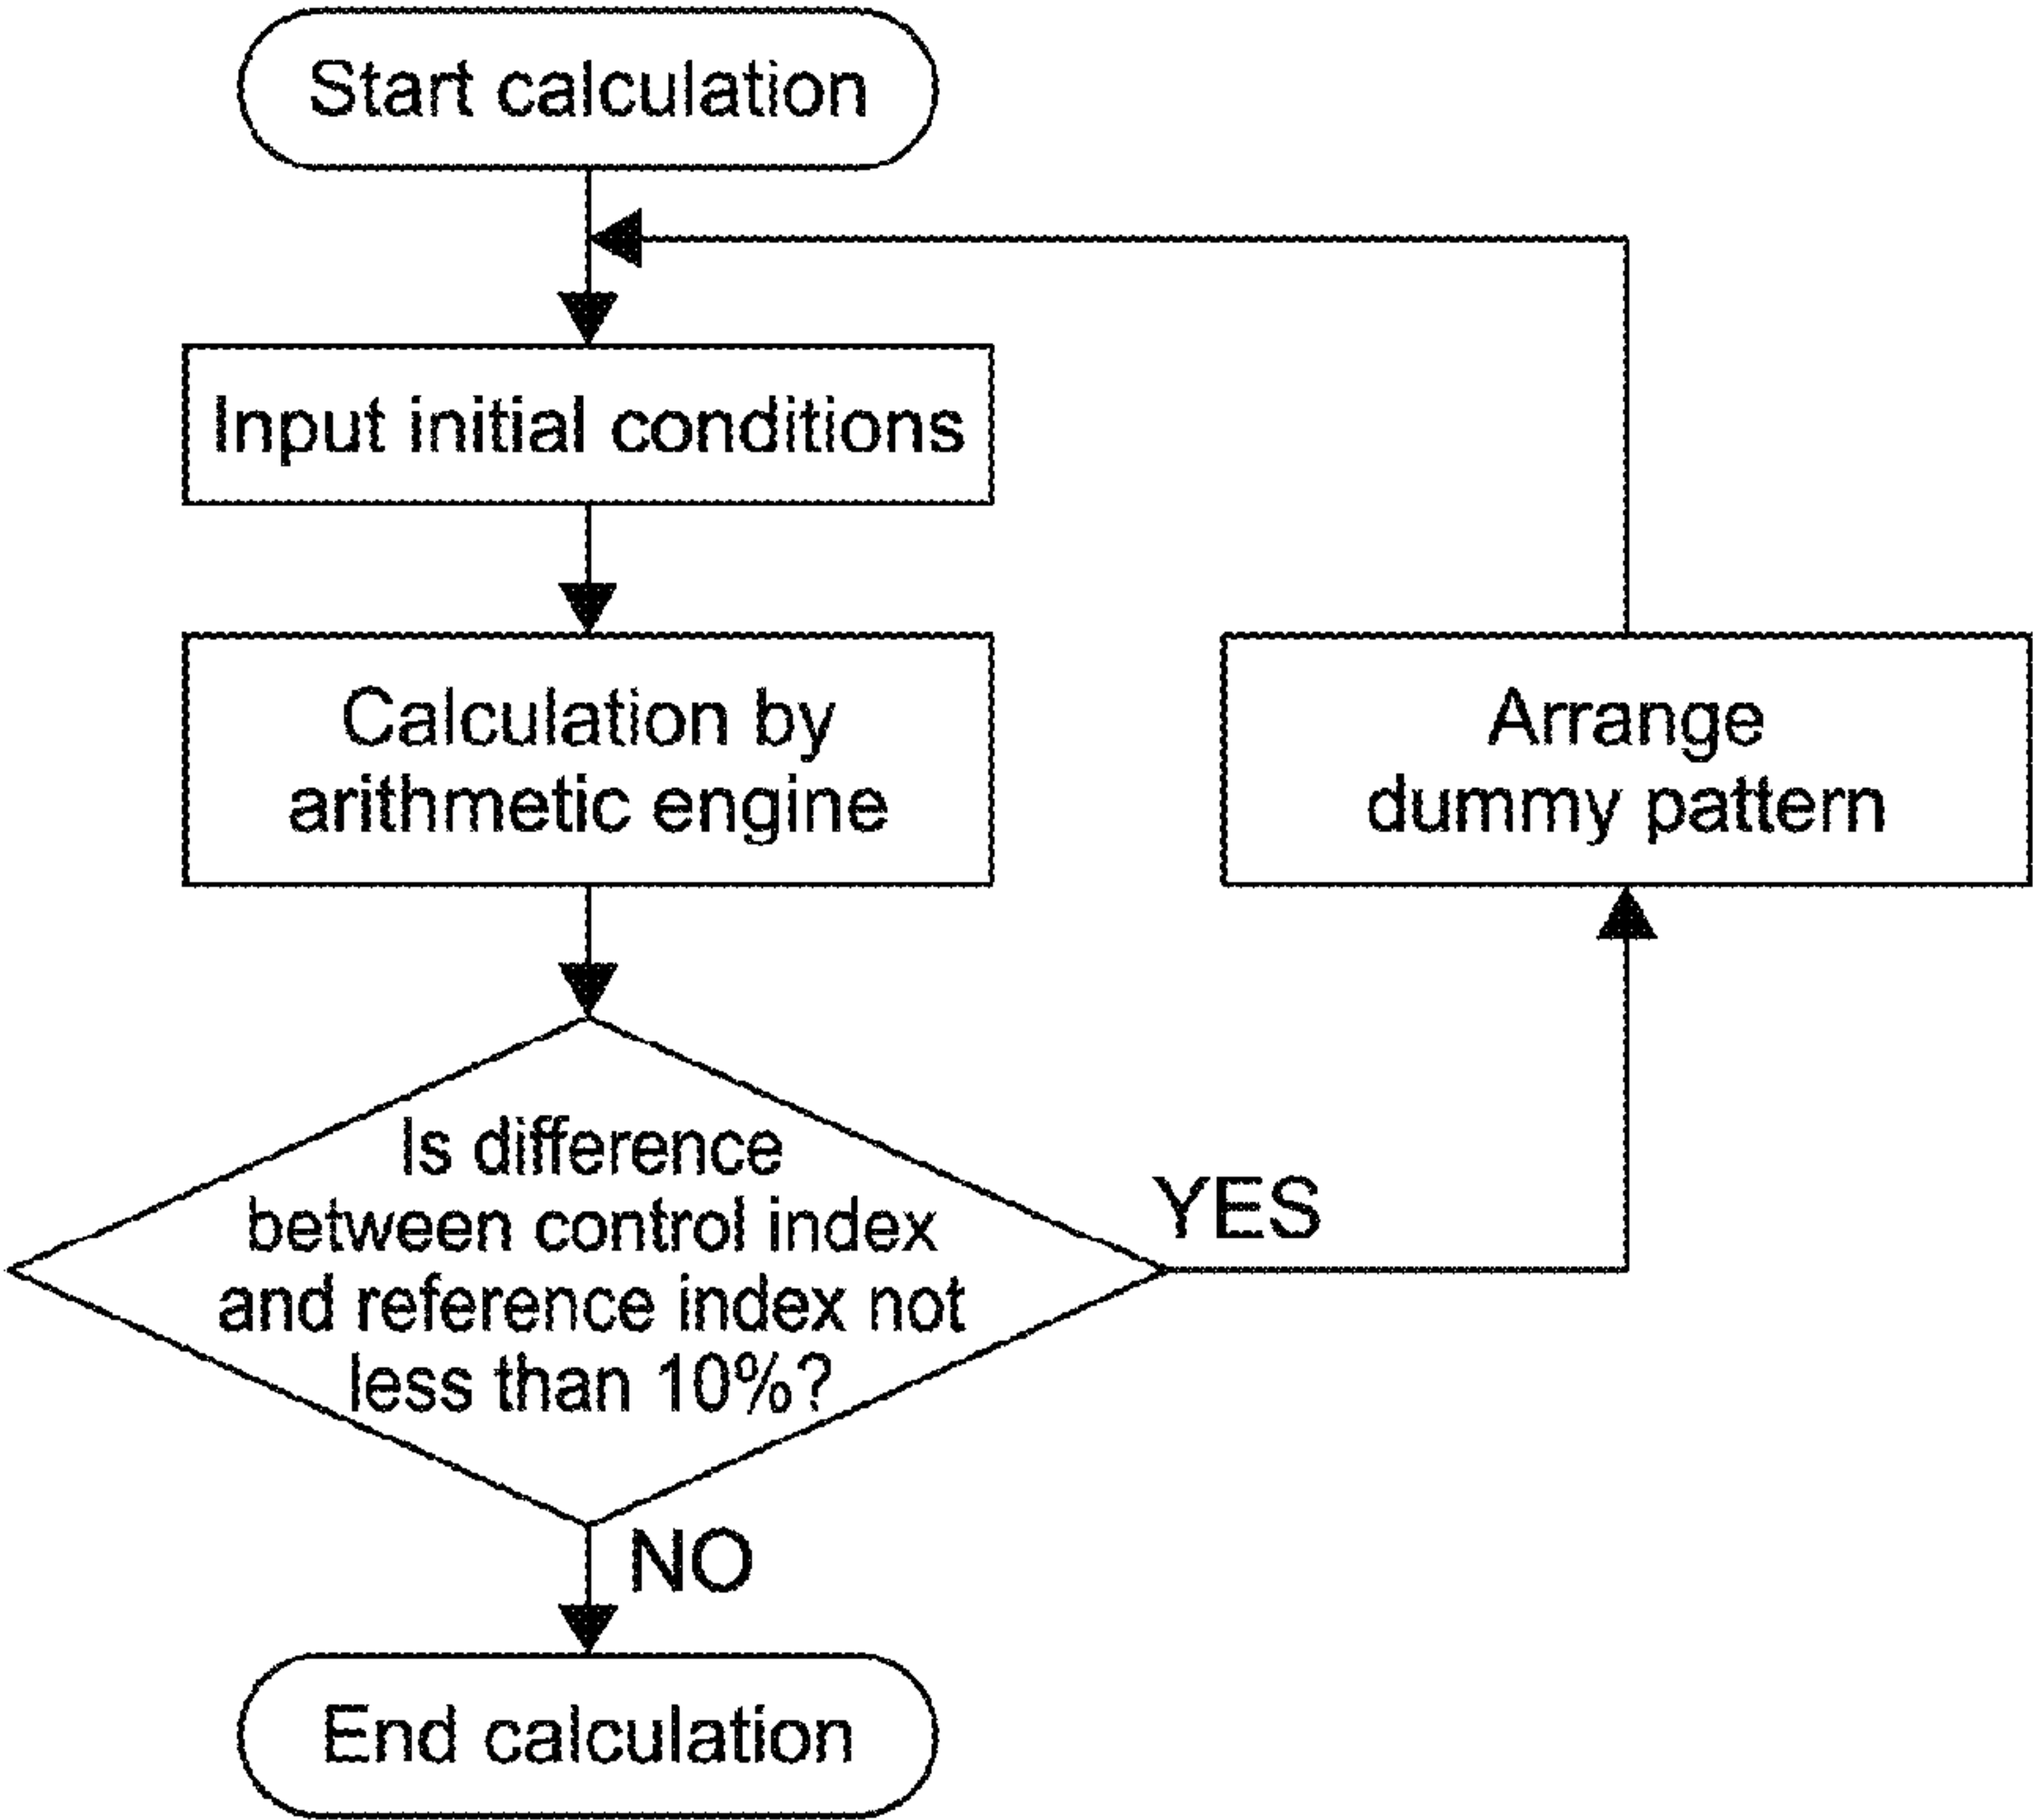 Start calculation
Input initial conditions
Calculation by
arithmetic engine
Arrange
dummy pattern
Is difference
between control index
and reference index not
less than 10%?
YES
NO
End calculation